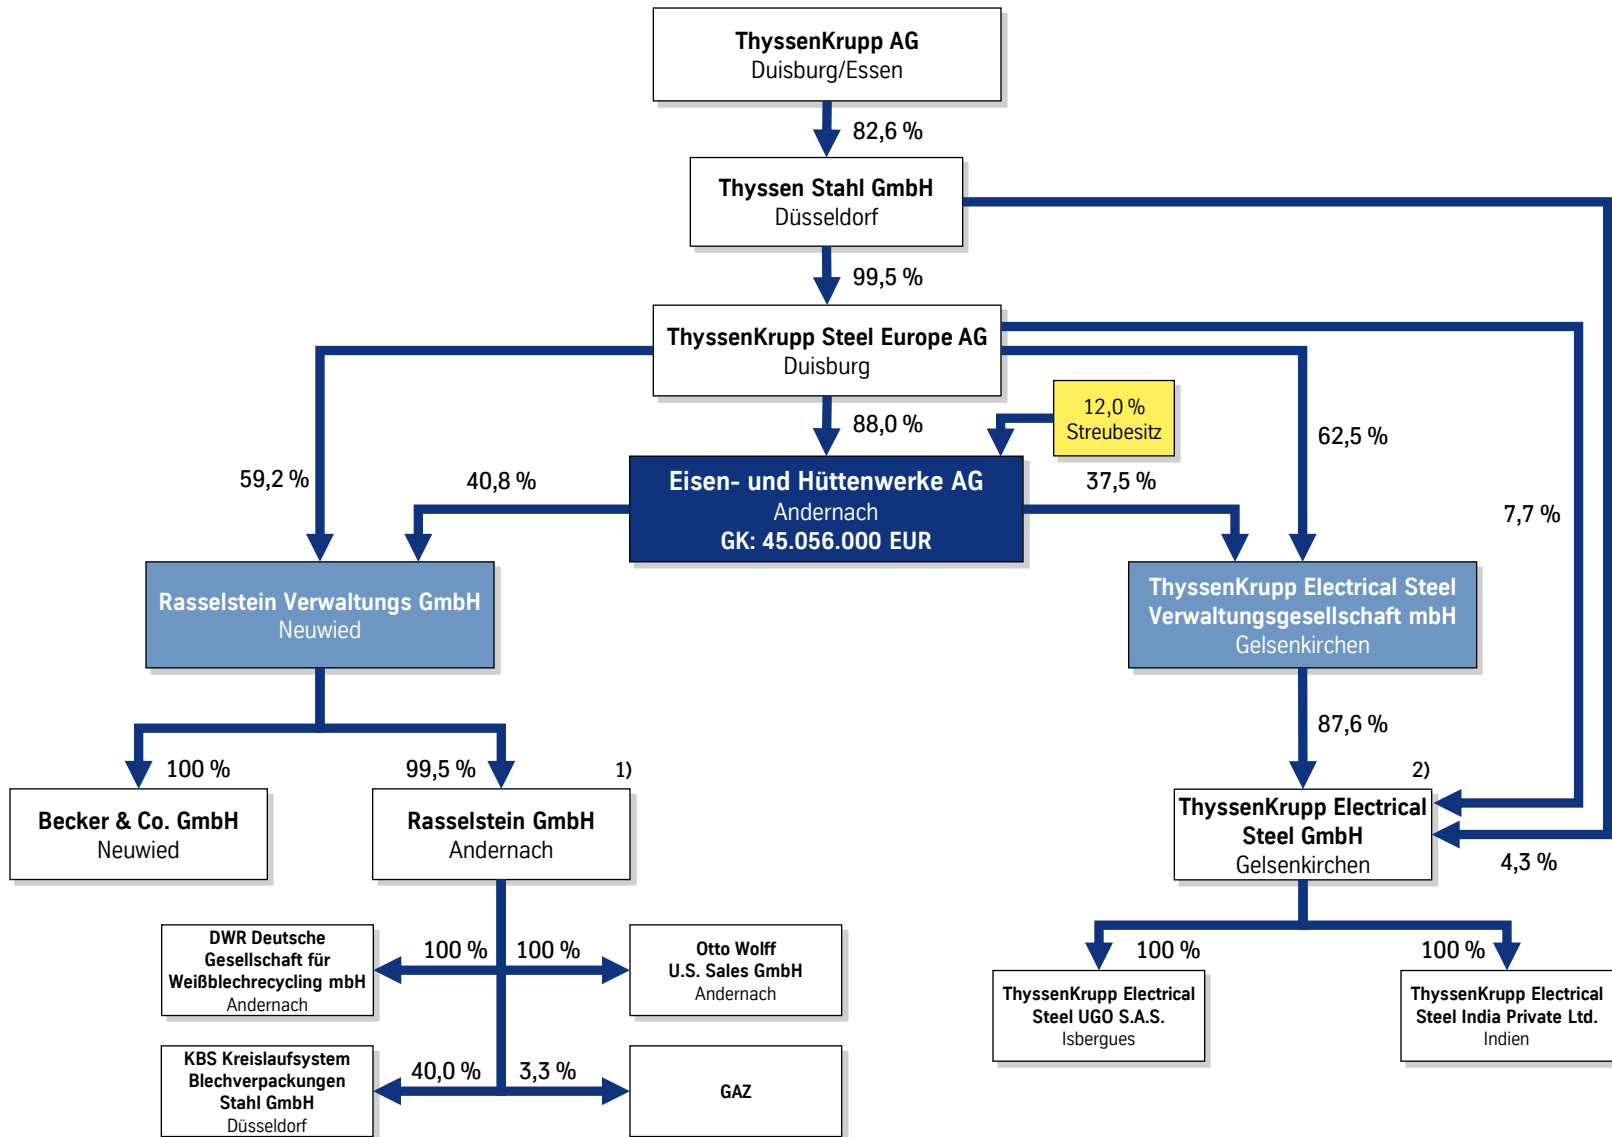 ThyssenKrupp AG
Duisburg/Essen
82,6 %
Thyssen Stahl GmbH
Düsseldorf
99,5 %
ThyssenKrupp Steel Europe AG
Duisburg
12,0 %
Streubesitz
88,0 %
62,5 %
59,2 %
40,8 %
Eisen- und Hüttenwerke AG
Andernach
GK: 45.056.000 EUR
37,5 %
7,7 %
Rasselstein Verwaltungs GmbH
Neuwied
ThyssenKrupp Electrical Steel
Verwaltungsgesellschaft mbH
Gelsenkirchen
87,6 %
100 %
99,5 %
1)
2)
Becker & Co. GmbH
Neuwied
Rasselstein GmbH
Andernach
ThyssenKrupp Electrical
Steel GmbH
Gelsenkirchen
4,3 %
DWR Deutsche
Gesellschaft für
Weißblechrecycling mbH
Andernach
100 %
100 %
Otto Wolff
U.S. Sales GmbH
Andernach
100 %
100 %
ThyssenKrupp Electrical
Steel UGO S.A.S.
Isbergues
ThyssenKrupp Electrical
Steel India Private Ltd.
Indien
KBS Kreislaufsystem
Blechverpackungen
Stahl GmbH
Düsseldorf
40,0 %
3,3 %
GAZ